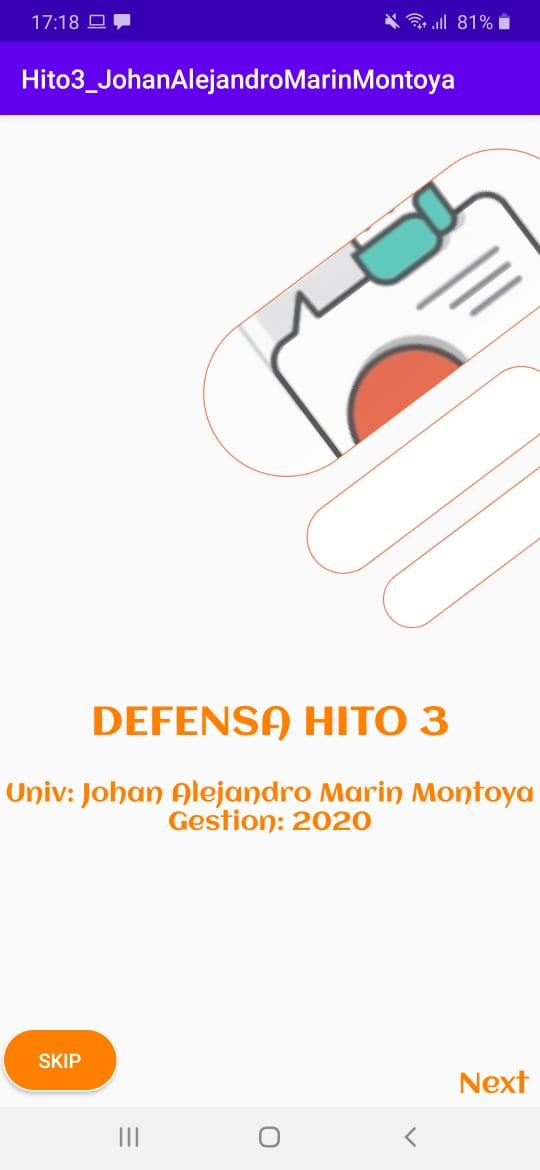 17:18
81%
Hito3_JohanAlejandroMarinMontoya
DEFENSA HITO 3
Univ: Johan Alejandro Marin Montoya
Gestion: 2020
SKIP
Next